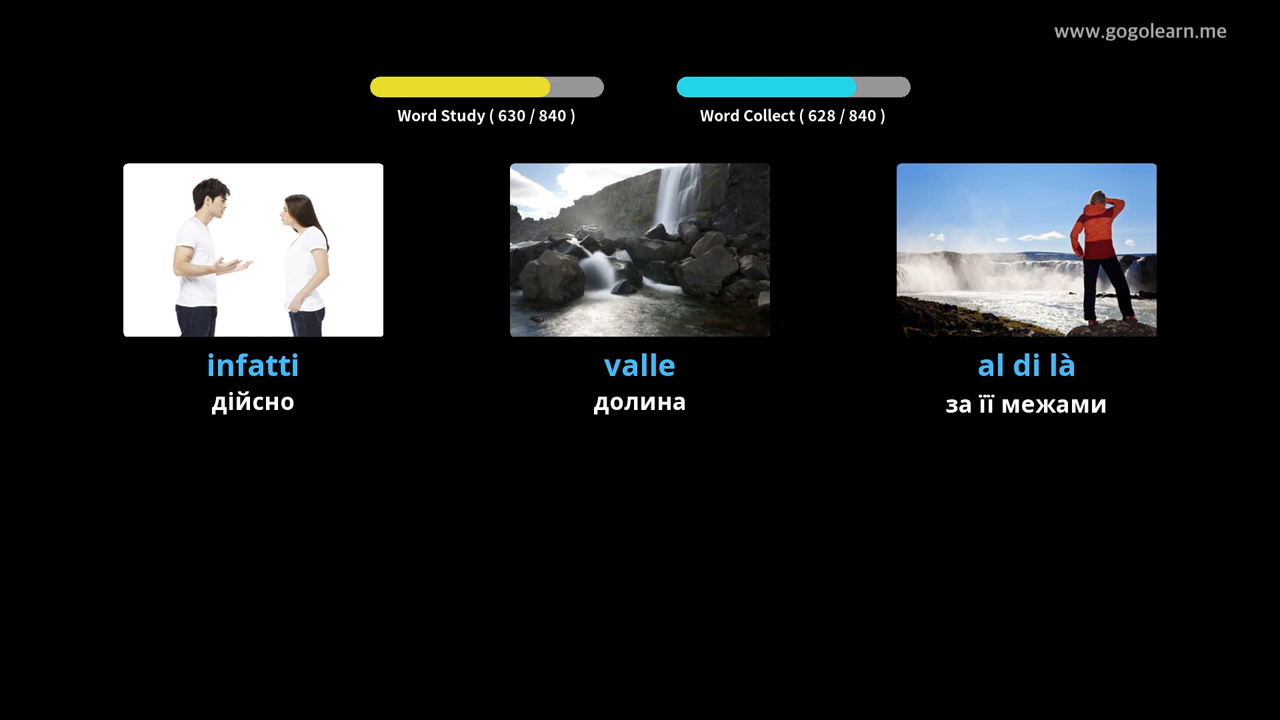 www.gogolearn.me
Word Study ( 630 / 840 )
Word Collect ( 628 / 840 )
infatti
дійсно
valle
долина
al di là
за її межами